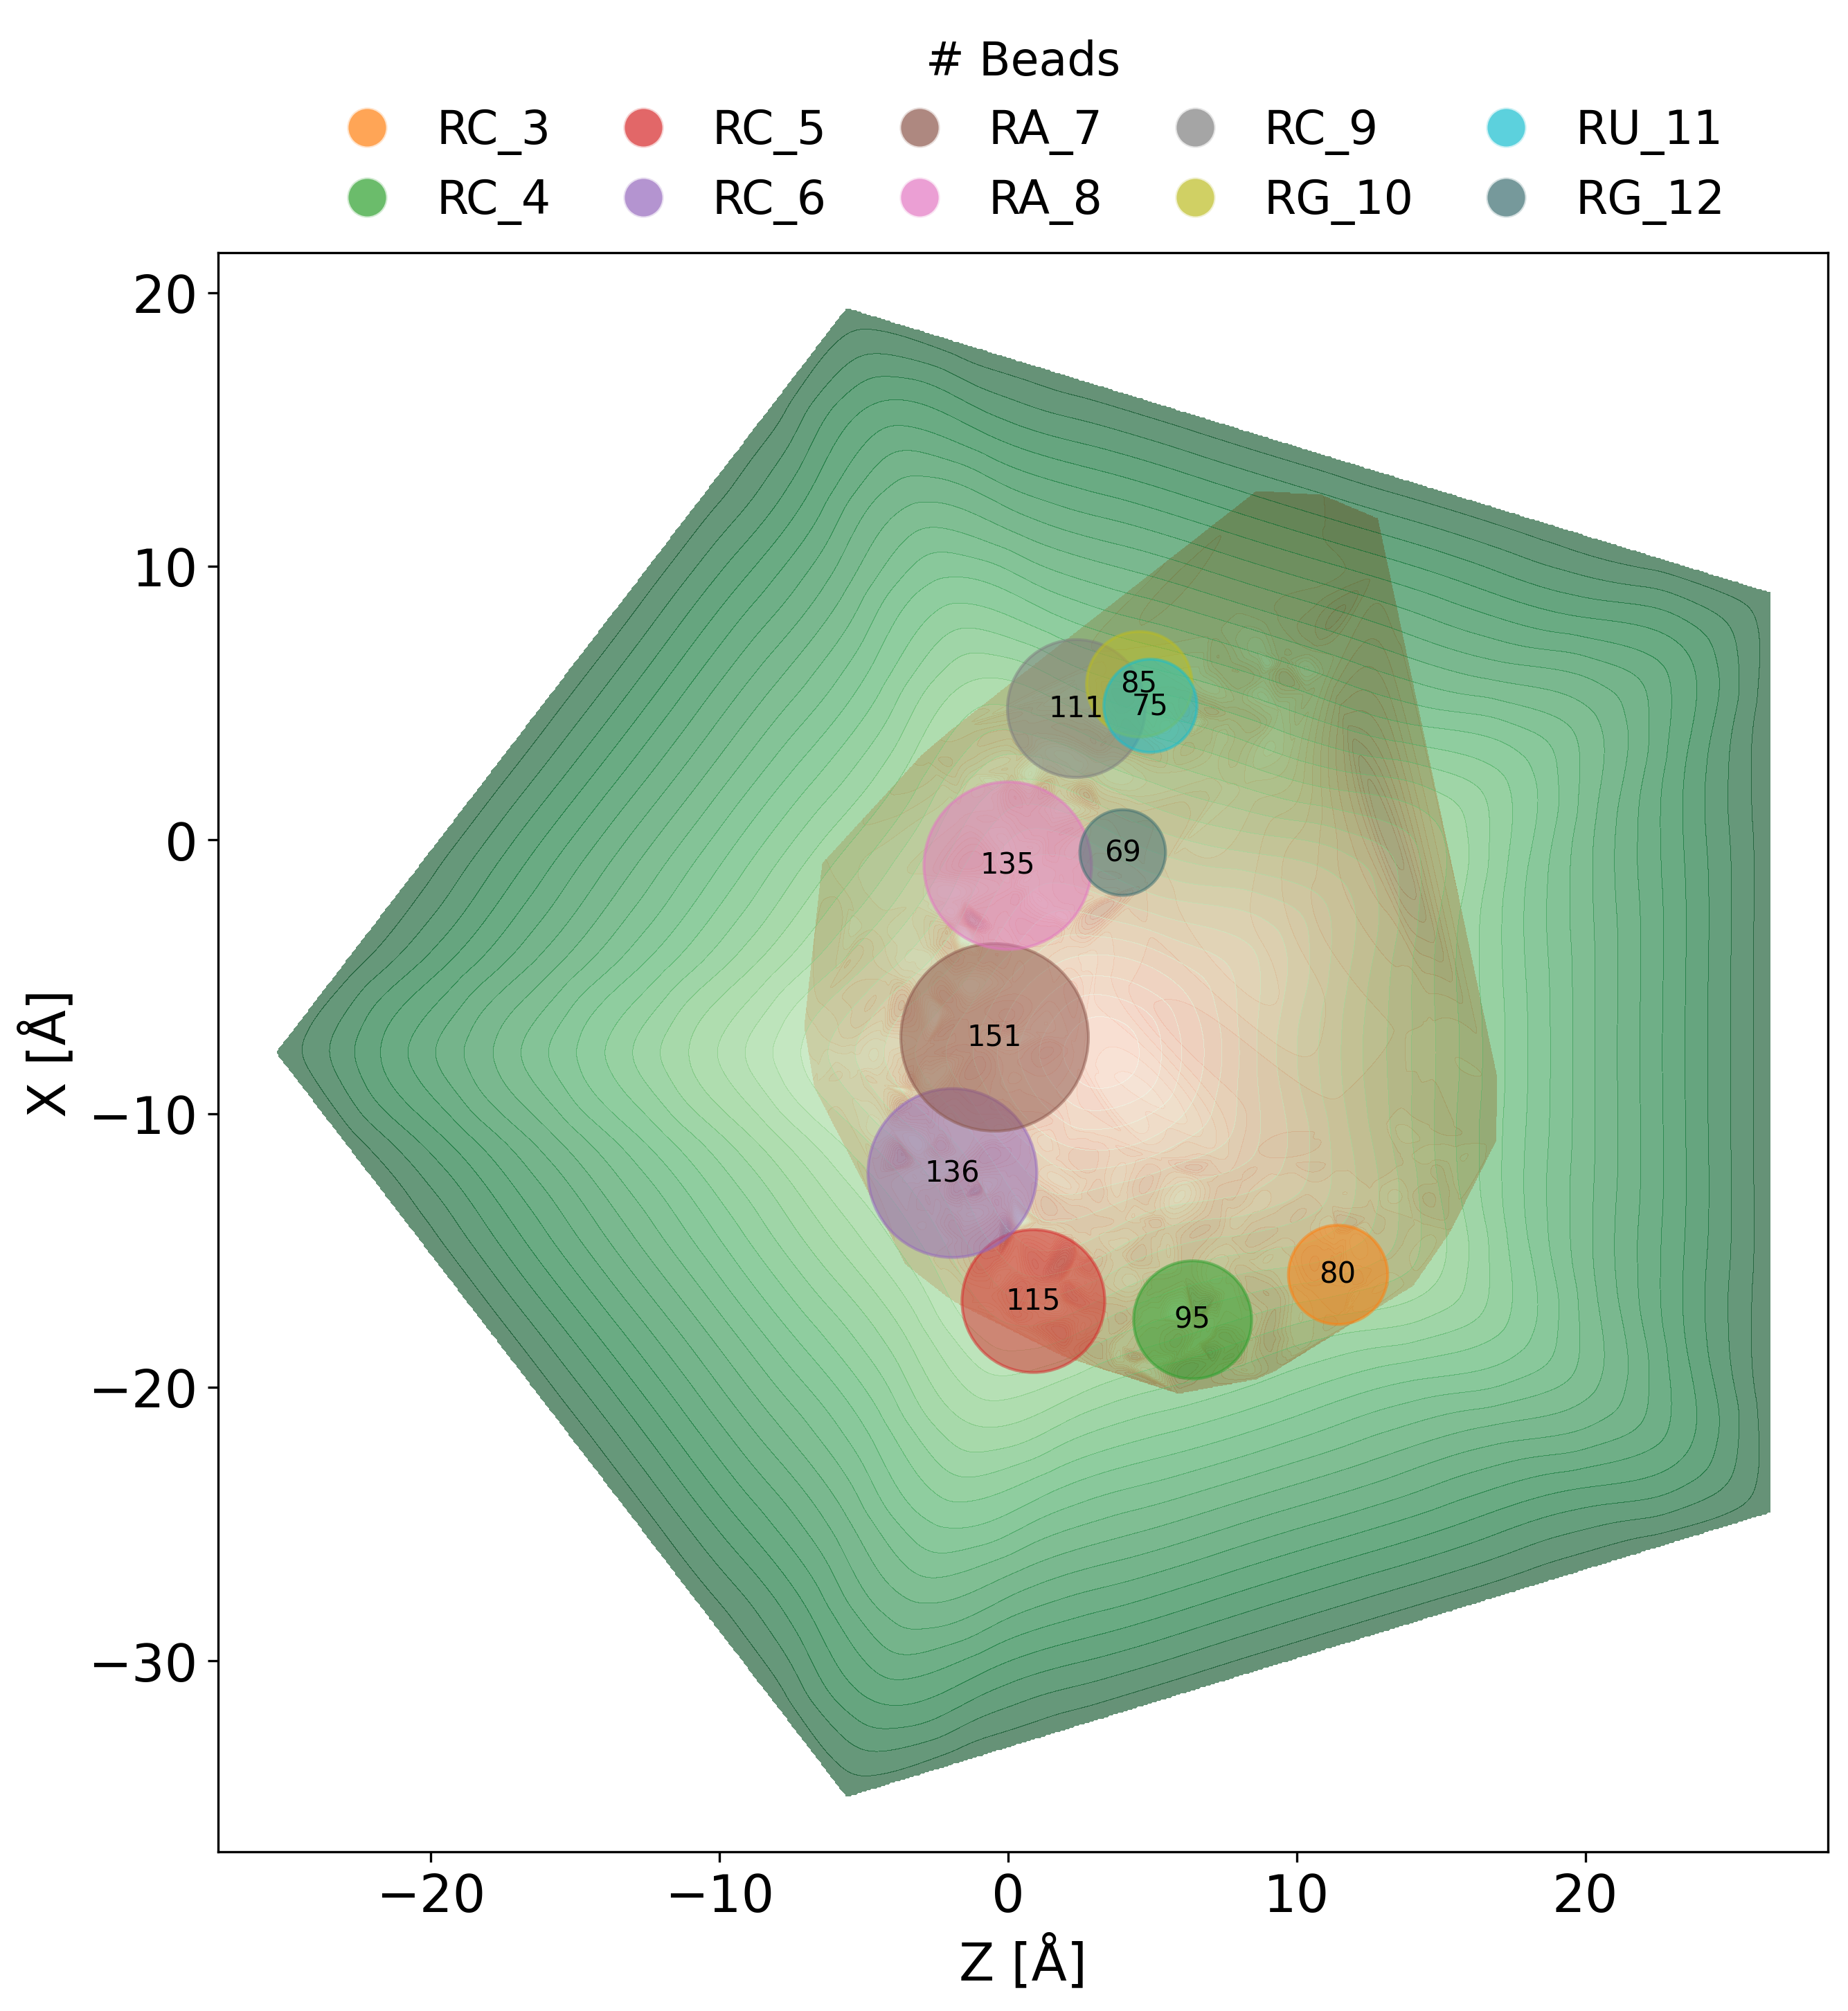 # Beads
RC_3 RC_5 RA_7 RC_9 RU_11
RC_4 RC_6 RA_8 RG_10 RG_12
20
10
0
−10
−20
−30
X [Å]
85
111 75
135 69
151
136
80
115 95
−20 −10 0 10 20
Z [Å]